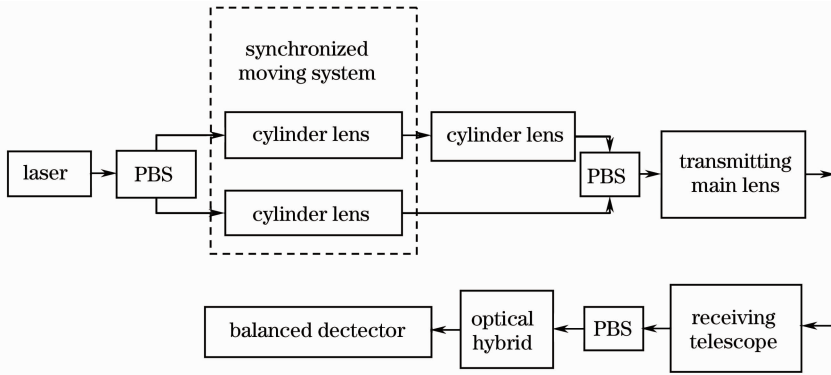 synchronized
moving system
cylinder lens
cylinder lens
laser
PBS
PBS
transmitting
main lens
cylinder lens
balanced dectector
optical
hybrid
PBS
receiving
telescope